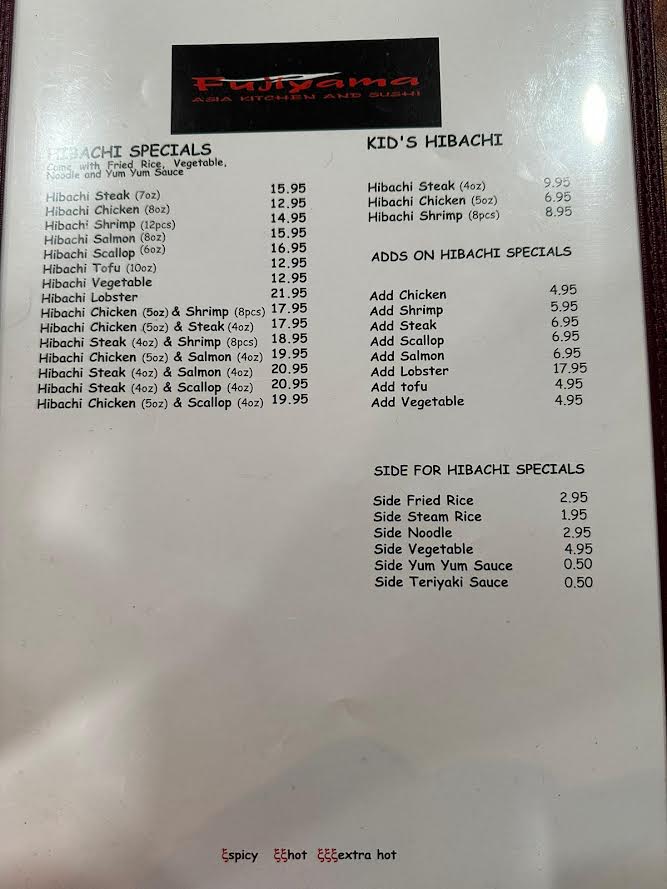 Fujiyama
ASIA KITCHEN AND SUSHI
HIBACHI SPECIALS
Come with Fried Rice, Vegetable,
Noodle and Yum Yum Sauce
Hibachi Steak (7oz) 15.95
Hibachi Chicken (8oz) 12.95
Hibachi Shrimp (12pcs) 14.95
Hibachi Salmon (8oz) 15.95
Hibachi Scallop (6oz) 16.95
Hibachi Tofu (10oz) 12.95
Hibachi Vegetable 12.95
Hibachi Lobster 21.95
Hibachi Chicken (5oz) & Shrimp (8pcs) 17.95
Hibachi Chicken (5oz) & Steak (4oz) 17.95
Hibachi Steak (4oz) & Shrimp (8pcs) 18.95
Hibachi Chicken (5oz) & Salmon (4oz) 19.95
Hibachi Steak (4oz) & Salmon (4oz) 20.95
Hibachi Steak (4oz) & Scallop (4oz) 20.95
Hibachi Chicken (5oz) & Scallop (4oz) 19.95
KID'S HIBACHI
Hibachi Steak (4oz) 9.95
Hibachi Chicken (5oz) 6.95
Hibachi Shrimp (8pcs) 8.95
ADDS ON HIBACHI SPECIALS
Add Chicken 4.95
Add Shrimp 5.95
Add Steak 6.95
Add Scallop 6.95
Add Salmon 6.95
Add Lobster 17.95
Add tofu 4.95
Add Vegetable 4.95
SIDE FOR HIBACHI SPECIALS
Side Fried Rice 2.95
Side Steam Rice 1.95
Side Noodle 2.95
Side Vegetable 4.95
Side Yum Yum Sauce 0.50
Side Teriyaki Sauce 0.50
ξspicy ξξhot ξξξextra hot